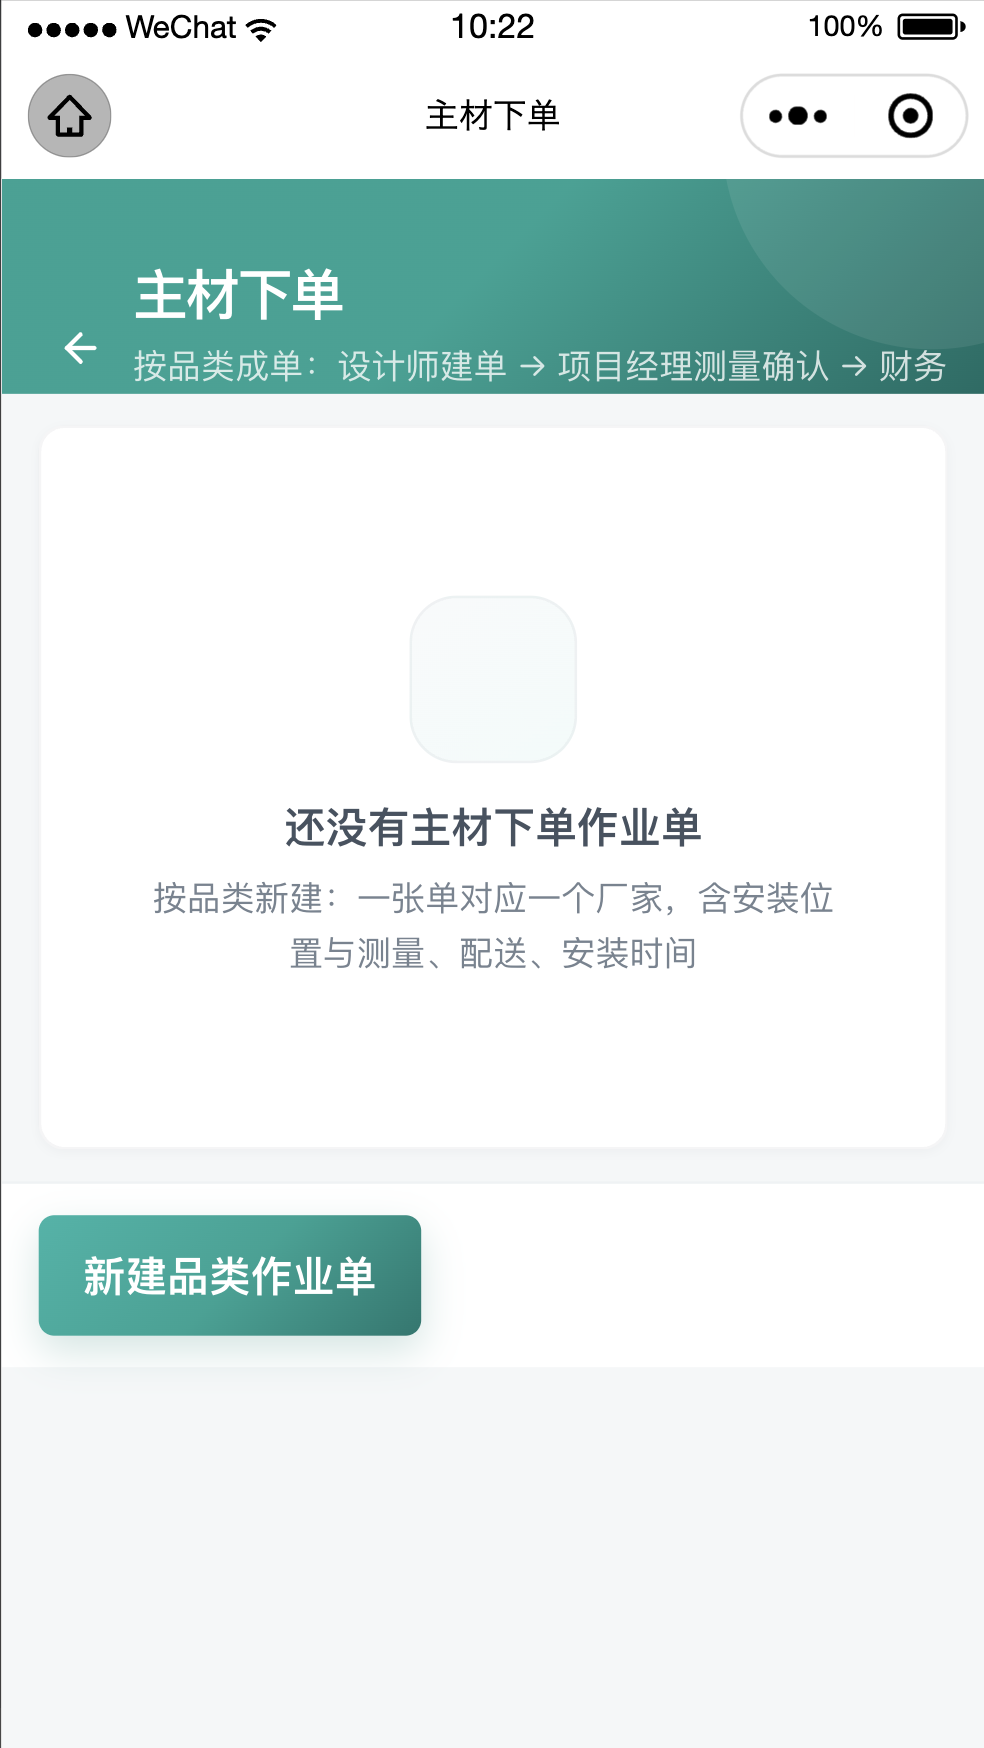 WeChat
10:22
100%
主材下单
主材下单
按品类成单：设计师建单 → 项目经理测量确认 → 财务
还没有主材下单作业单
按品类新建：一张单对应一个厂家，含安装位
置与测量、配送、安装时间
新建品类作业单